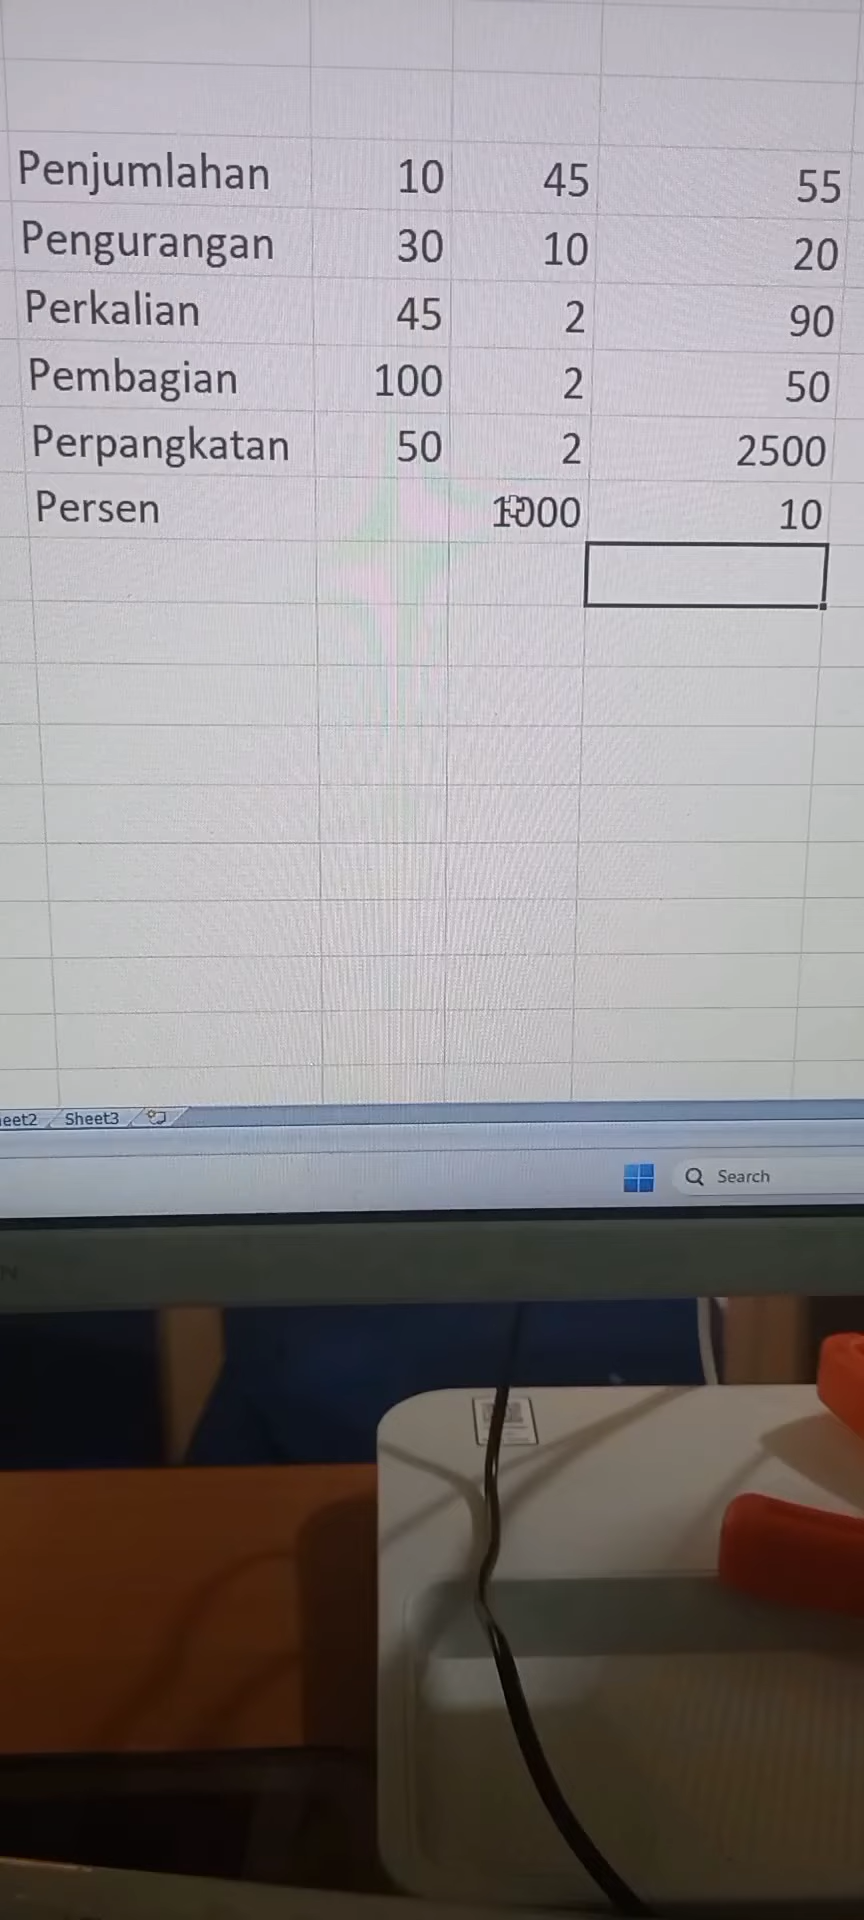 Penjumlahan 10 45 55
Pengurangan 30 10 20
Perkalian 45 2 90
Pembagian 100 2 50
Perpangkatan 50 2 2500
Persen 1000 10
eet2 Sheet3
Search